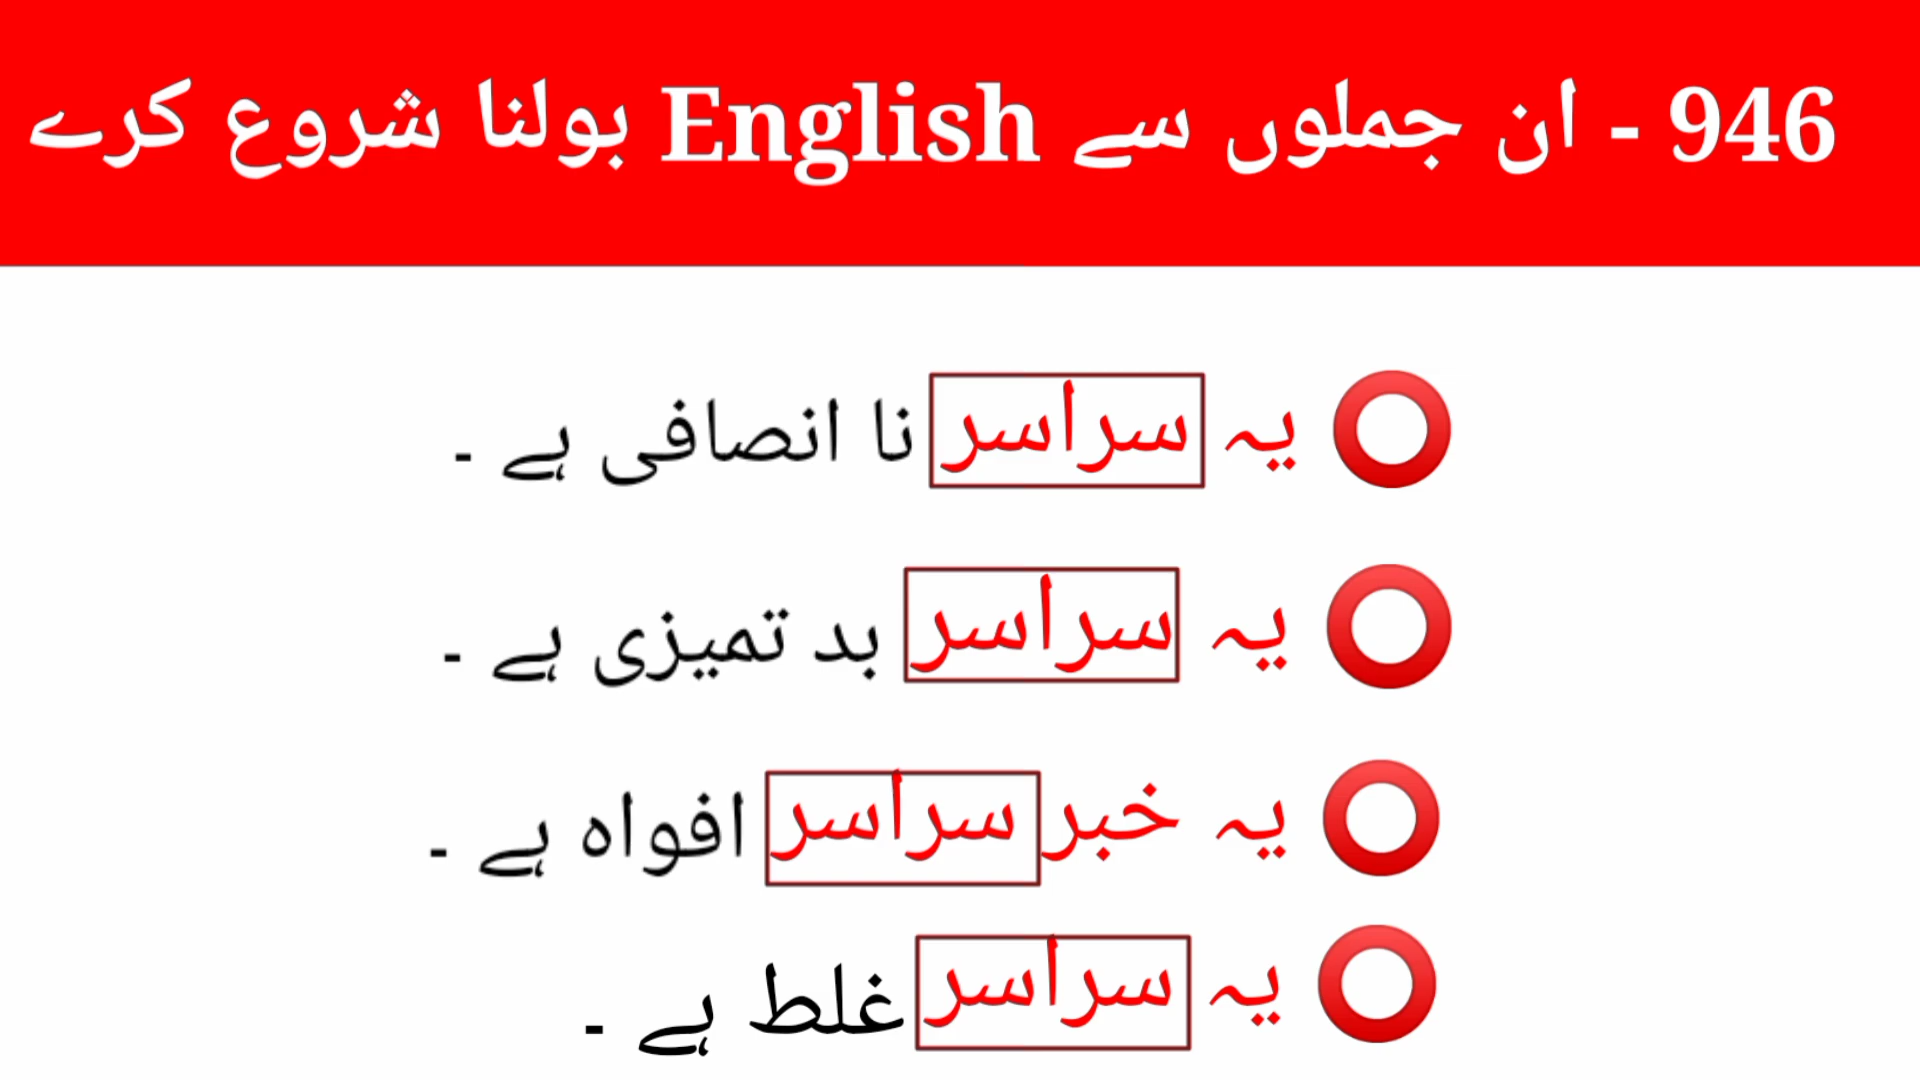 946 - ان جملوں سے English بولنا شروع کرے
یہ سراسر نا انصافی ہے ۔
یہ سراسر بد تمیزی ہے ۔
یہ خبر سراسر افواہ ہے ۔
یہ سراسر غلط ہے ۔